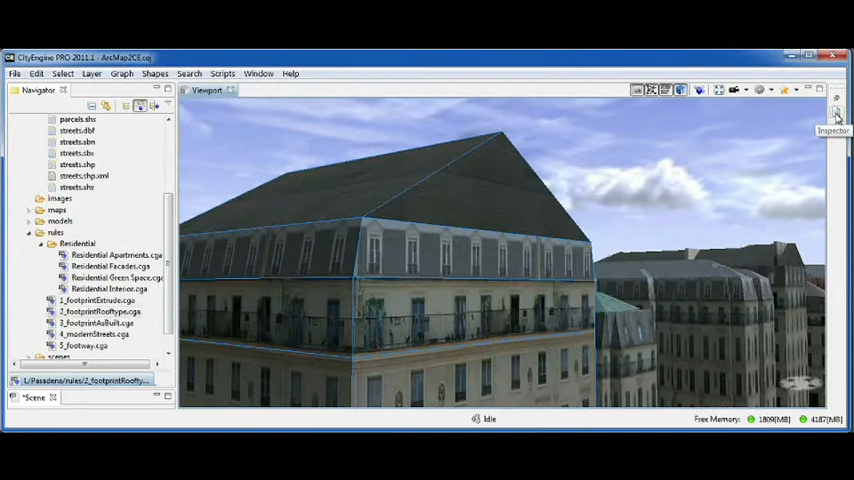 CityEngine PRO 2011.1 - ArcMap2CE.cej
File Edit Select Layer Graph Shapes Search Scripts Window Help
Navigator
Viewport
Inspector
parcels.shx
streets.dbf
streets.sbn
streets.sbx
streets.shp
streets.shp.xml
streets.shx
images
maps
models
rules
Residential
Residential Apartments.cga
Residential Facades.cga
Residential Green Space.cga
Residential Interior.cga
1_footprintExtrude.cga
2_footprintRooftype.cga
3_footprintAsBuilt.cga
4_modernStreets.cga
5_footway.cga
scenes
L/Pasadena/rules/2_footprintRoofty...
*Scene
Idle
Free Memory: 1809[MB] 4187[MB]